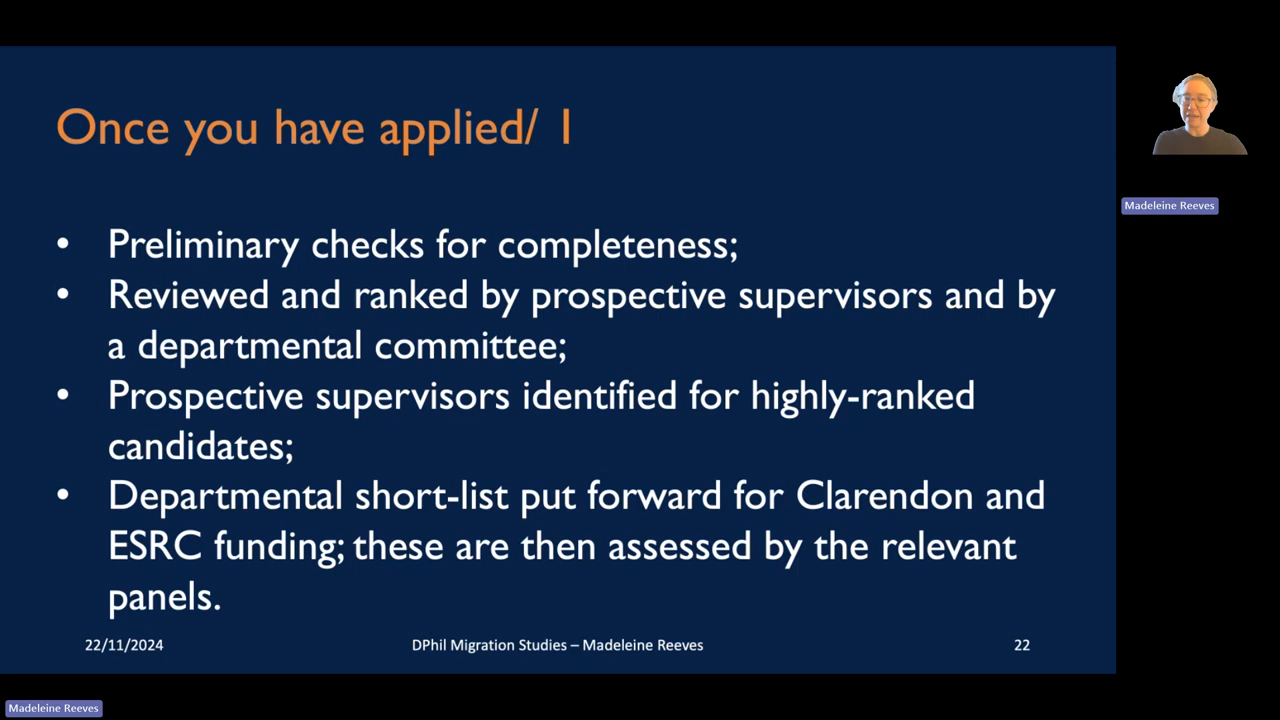 Once you have applied/ 1
• Preliminary checks for completeness;
• Reviewed and ranked by prospective supervisors and by
a departmental committee;
• Prospective supervisors identified for highly-ranked
candidates;
• Departmental short-list put forward for Clarendon and
ESRC funding; these are then assessed by the relevant
panels.
22/11/2024 DPhil Migration Studies – Madeleine Reeves 22
Madeleine Reeves
Madeleine Reeves